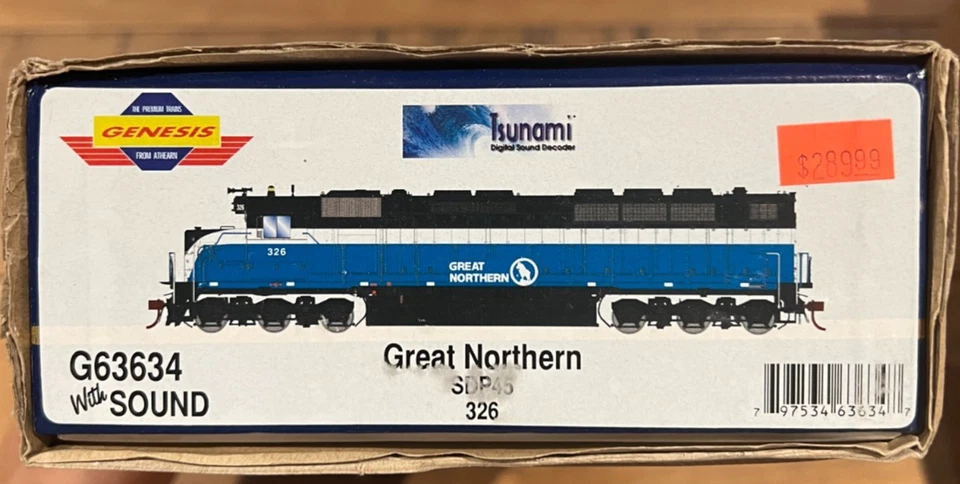 THE PREMIUM TRAINS
GENESIS
FROM ATHEARN
Tsunami
Digital Sound Decoder
$289.99
326
326
GREAT
NORTHERN
G63634
With SOUND
Great Northern
SDP45
326
7 97534 63634 7